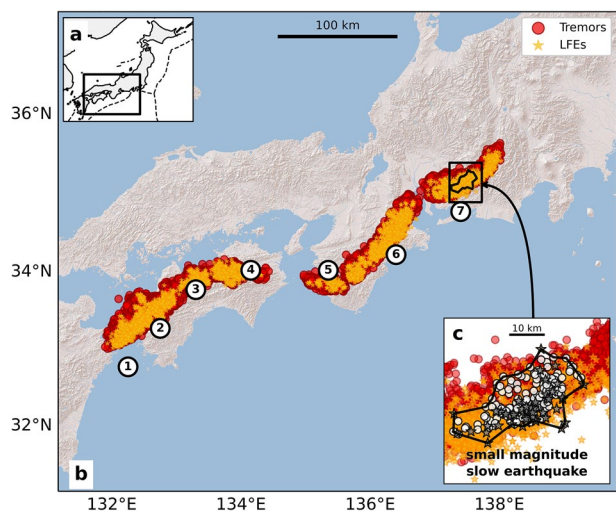 a
100 km
Tremors
LFEs
36°N
34°N
32°N
7
6
5
4
3
2
1
c
10 km
small magnitude
slow earthquake
b
132°E
134°E
136°E
138°E